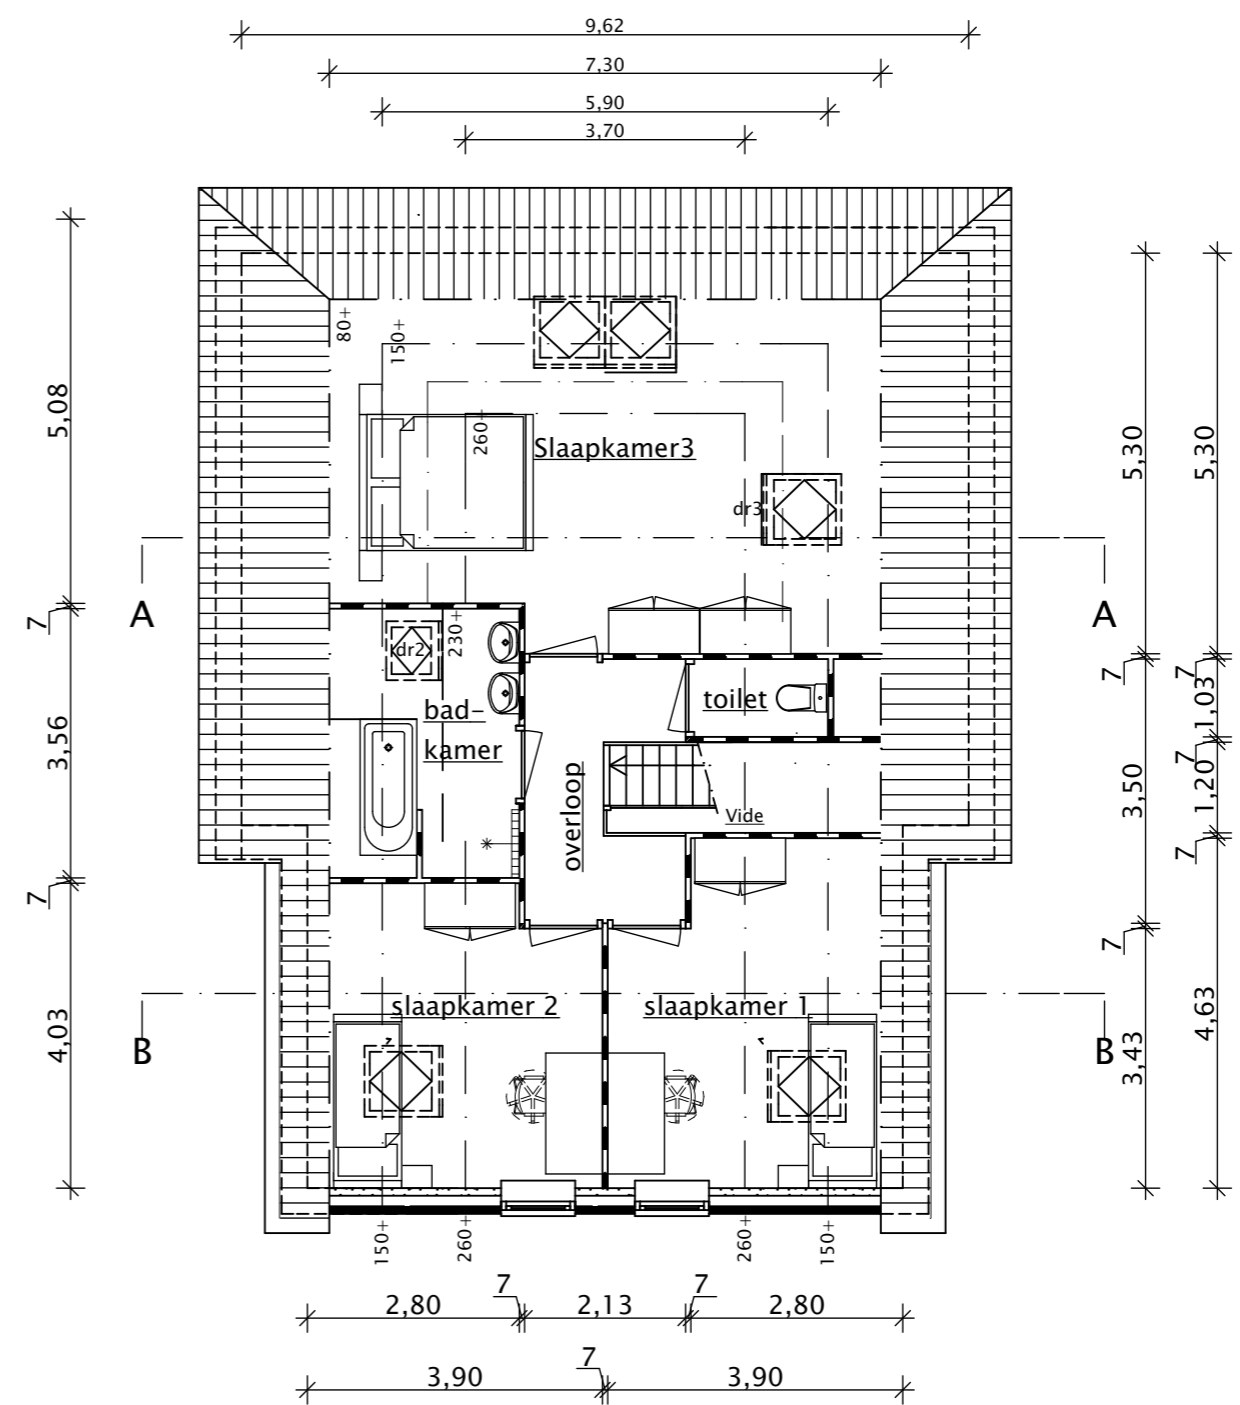 9,62
7,30
5,90
3,70
80+
150+
260+
Slaapkamer3
dr3
5,08
5,30
5,30
A
A
7
230+
dr2
bad-
kamer
toilet
7
7
1,03
3,56
overloop
Vide
3,50
7
1,20
7
7
7
slaapkamer 2
slaapkamer 1
4,03
4,63
B
B
3,43
150+
260+
260+
150+
7
7
2,80
2,13
2,80
7
3,90
3,90